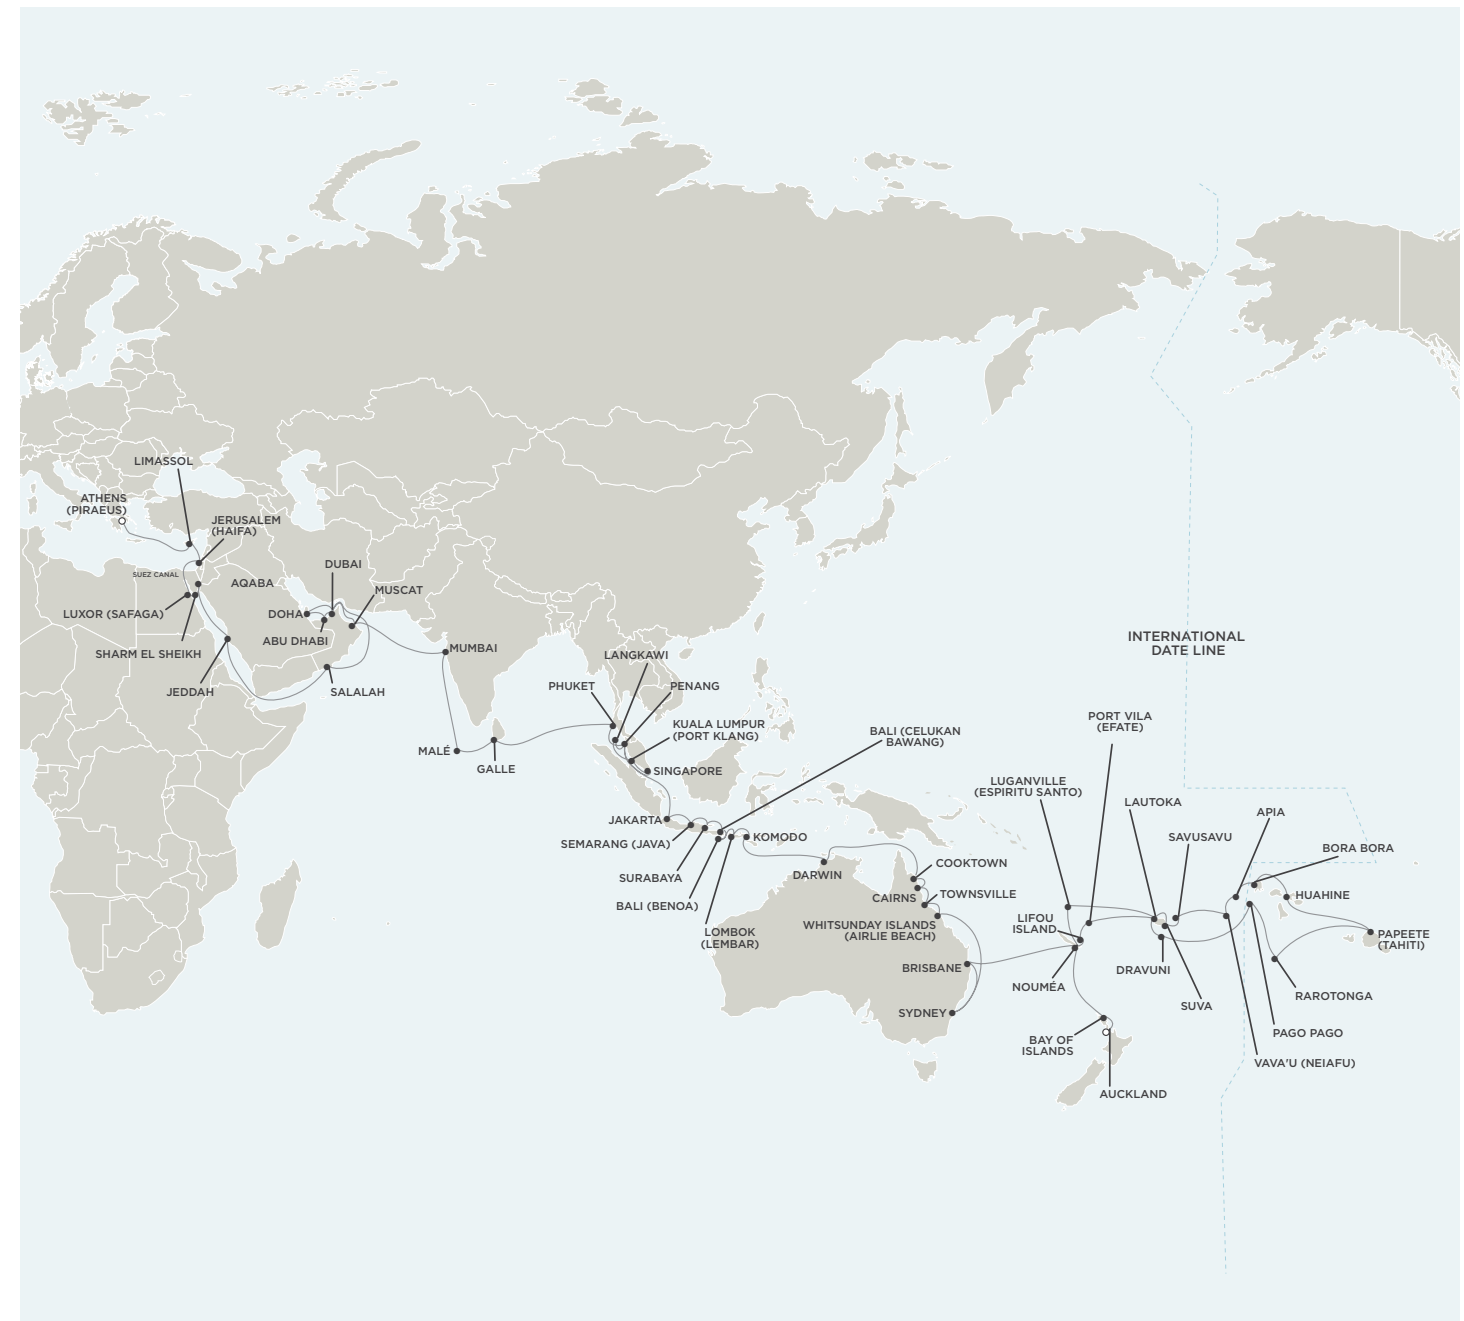 LIMASSOL
ATHENS
(PIRAEUS)
JERUSALEM
(HAIFA)
SUEZ CANAL
AQABA
DUBAI
MUSCAT
LUXOR (SAFAGA)
DOHA
ABU DHABI
SHARM EL SHEIKH
JEDDAH
SALALAH
MUMBAI
MALÉ
GALLE
LANGKAWI
PHUKET
PENANG
KUALA LUMPUR
(PORT KLANG)
SINGAPORE
BALI (CELUKAN
BAWANG)
JAKARTA
SEMARANG (JAVA)
KOMODO
SURABAYA
BALI (BENOA)
LOMBOK
(LEMBAR)
DARWIN
COOKTOWN
CAIRNS
TOWNSVILLE
WHITSUNDAY ISLANDS
(AIRLIE BEACH)
BRISBANE
SYDNEY
INTERNATIONAL
DATE LINE
PORT VILA
(EFATE)
LUGANVILLE
(ESPIRITU SANTO)
LAUTOKA
SAVUSAVU
APIA
BORA BORA
HUAHINE
LIFOU
ISLAND
PAPEETE
(TAHITI)
NOUMÉA
DRAVUNI
SUVA
RAROTONGA
PAGO PAGO
VAVA'U (NEIAFU)
BAY OF
ISLANDS
AUCKLAND